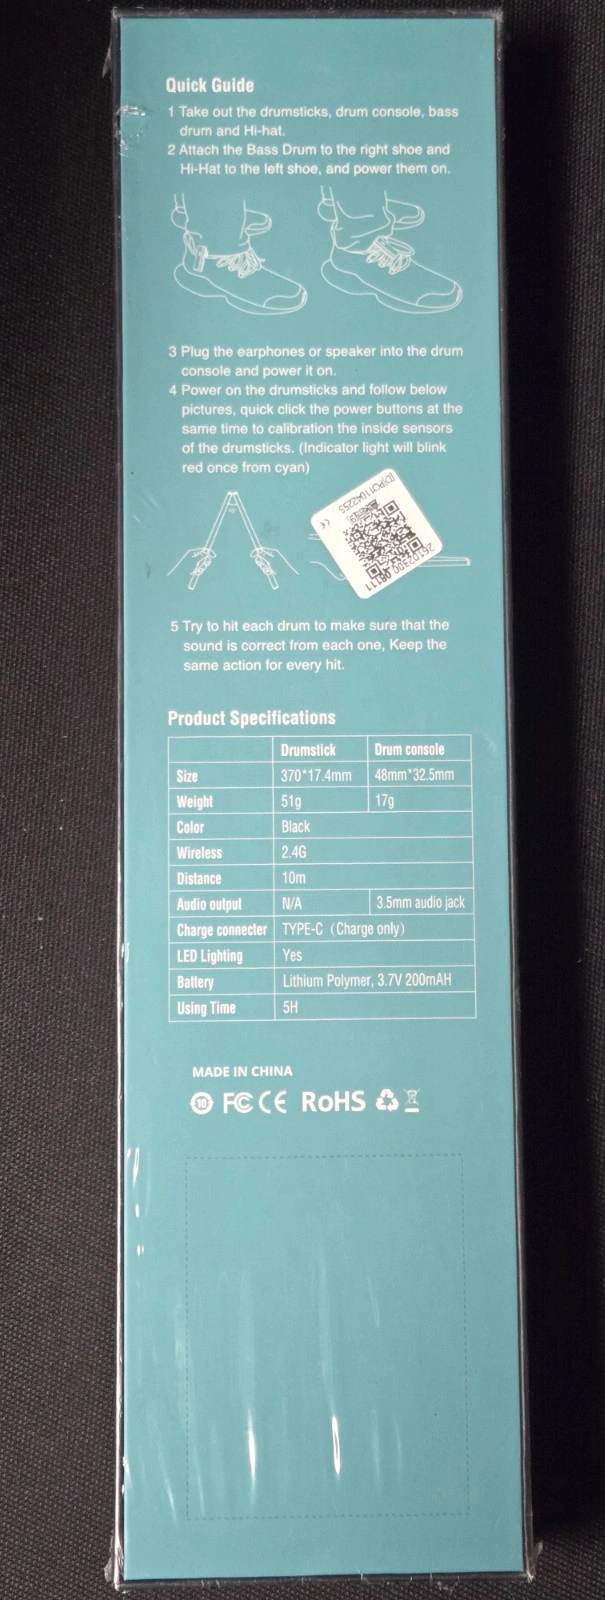 Quick Guide
1 Take out the drumsticks, drum console, bass
drum and Hi-hat.
2 Attach the Bass Drum to the right shoe and
Hi-Hat to the left shoe, and power them on.
3 Plug the earphones or speaker into the drum
console and power it on.
4 Power on the drumsticks and follow below
pictures, quick click the power buttons at the
same time to calibration the inside sensors
of the drumsticks. (Indicator light will blink
red once from cyan)
5 Try to hit each drum to make sure that the
sound is correct from each one, Keep the
same action for every hit.
Product Specifications
Drumstick Drum console
Size 370*17.4mm 48mm*32.5mm
Weight 51g 17g
Color Black
Wireless 2.4G
Distance 10m
Audio output N/A 3.5mm audio jack
Charge connecter TYPE-C (Charge only)
LED Lighting Yes
Battery Lithium Polymer, 3.7V 200mAH
Using Time 5H
MADE IN CHINA
10 FC CE RoHS